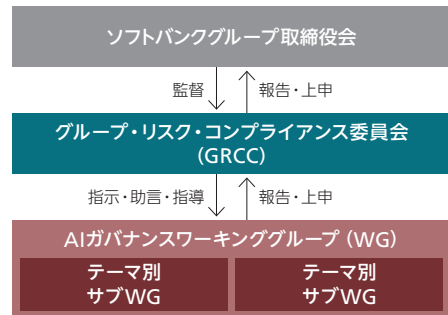 ソフトバンクグループ取締役会
監督
報告・上申
グループ・リスク・コンプライアンス委員会
(GRCC)
指示・助言・指導
報告・上申
AIガバナンスワーキンググループ(WG)
テーマ別
サブWG
テーマ別
サブWG